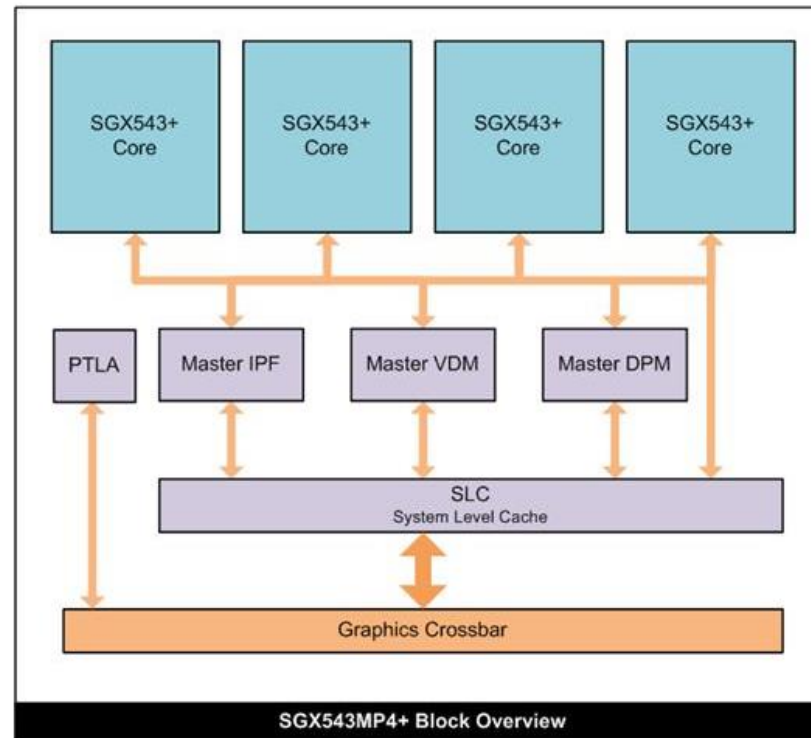 SGX543+
Core
SGX543+
Core
SGX543+
Core
SGX543+
Core
PTLA
Master IPF
Master VDM
Master DPM
SLC
System Level Cache
Graphics Crossbar
SGX543MP4+ Block Overview